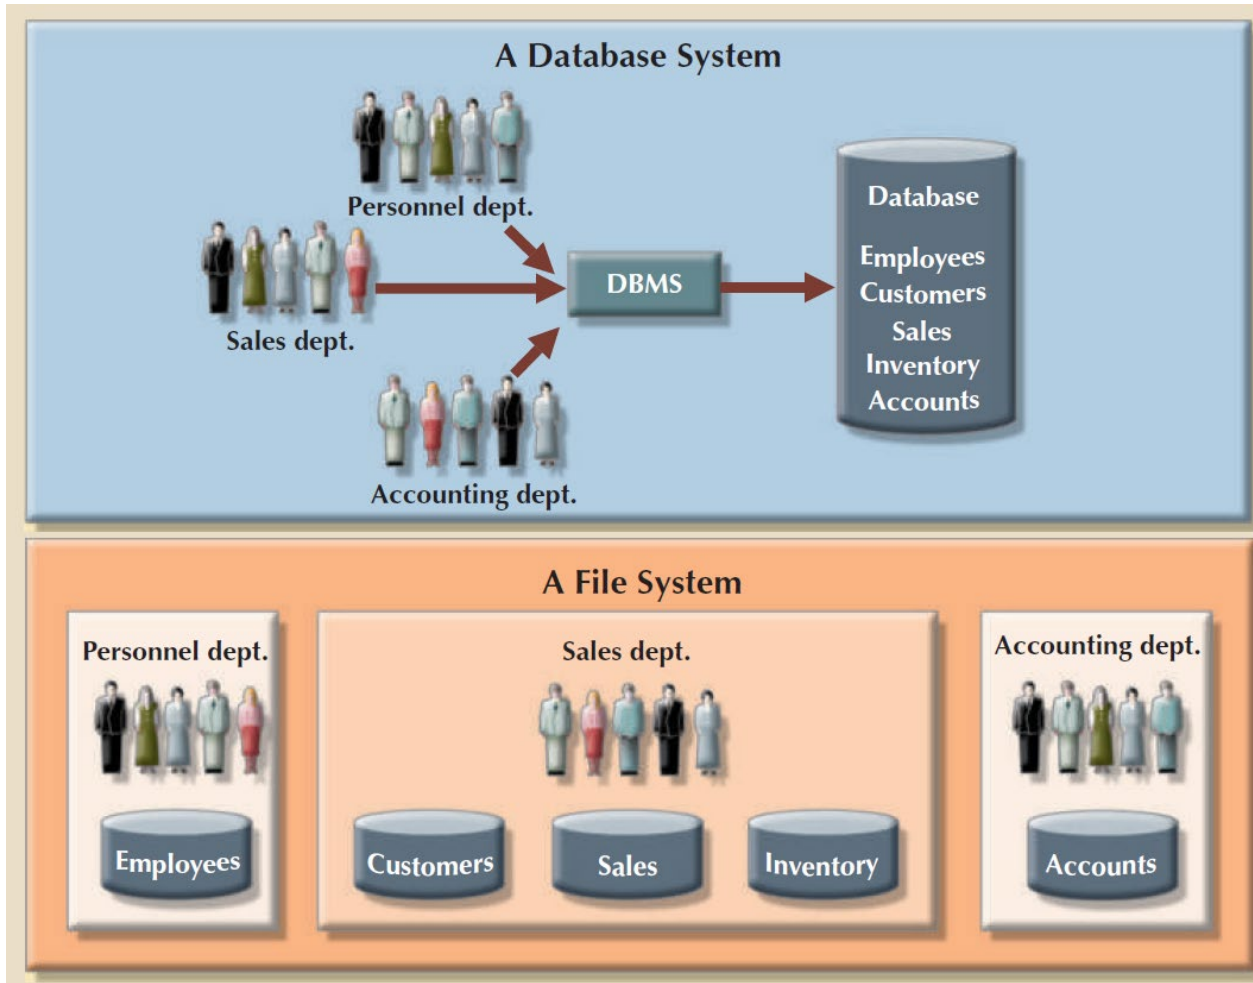 A Database System
Personnel dept.
Sales dept.
Accounting dept.
DBMS
Database
Employees
Customers
Sales
Inventory
Accounts
A File System
Personnel dept.
Employees
Sales dept.
Customers
Sales
Inventory
Accounting dept.
Accounts